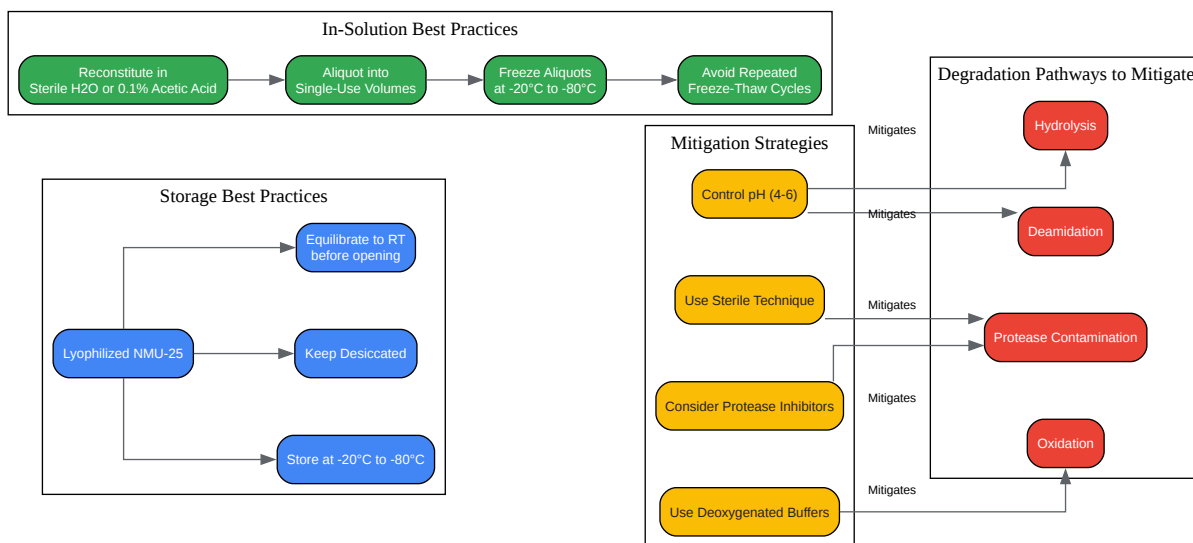 In-Solution Best Practices
Reconstitute in
Sterile H2O or 0.1% Acetic Acid
Aliquot into
Single-Use Volumes
Freeze Aliquots
at -20°C to -80°C
Avoid Repeated
Freeze-Thaw Cycles
Storage Best Practices
Lyophilized NMU-25
Equilibrate to RT
before opening
Keep Desiccated
Store at -20°C to -80°C
Mitigation Strategies
Control pH (4-6)
Use Sterile Technique
Consider Protease Inhibitors
Use Deoxygenated Buffers
Mitigates
Mitigates
Mitigates
Mitigates
Mitigates
Degradation Pathways to Mitigate
Hydrolysis
Deamidation
Protease Contamination
Oxidation